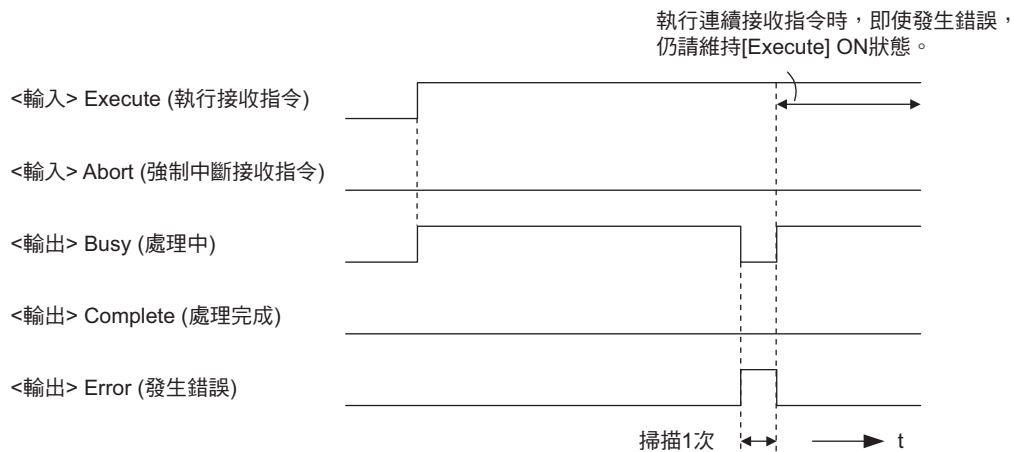 執行連續接收指令時，即使發生錯誤，
仍請維持[Execute] ON狀態。
<輸入> Execute (執行接收指令)
<輸入> Abort (強制中斷接收指令)
<輸出> Busy (處理中)
<輸出> Complete (處理完成)
<輸出> Error (發生錯誤)
掃描1次
t